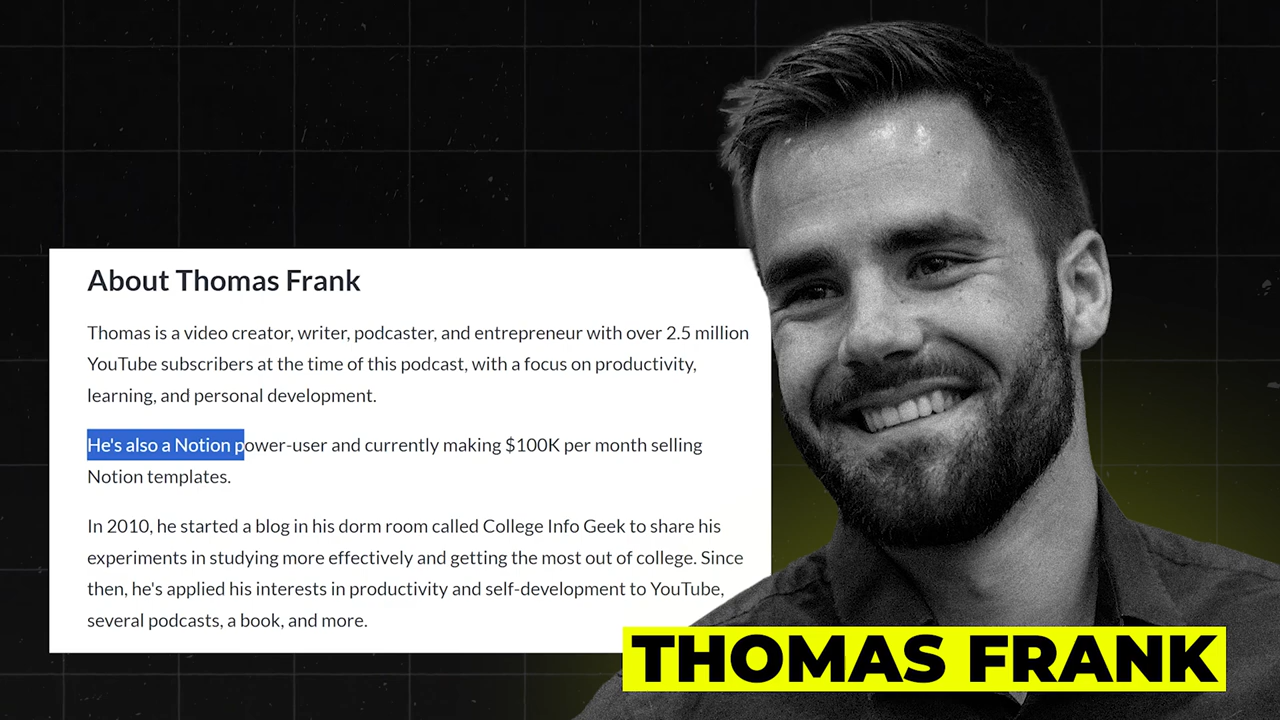 About Thomas Frank
Thomas is a video creator, writer, podcaster, and entrepreneur with over 2.5 million
YouTube subscribers at the time of this podcast, with a focus on productivity,
learning, and personal development.
He's also a Notion power-user and currently making $100K per month selling
Notion templates.
In 2010, he started a blog in his dorm room called College Info Geek to share his
experiments in studying more effectively and getting the most out of college. Since
then, he's applied his interests in productivity and self-development to YouTube,
several podcasts, a book, and more.
THOMAS FRANK